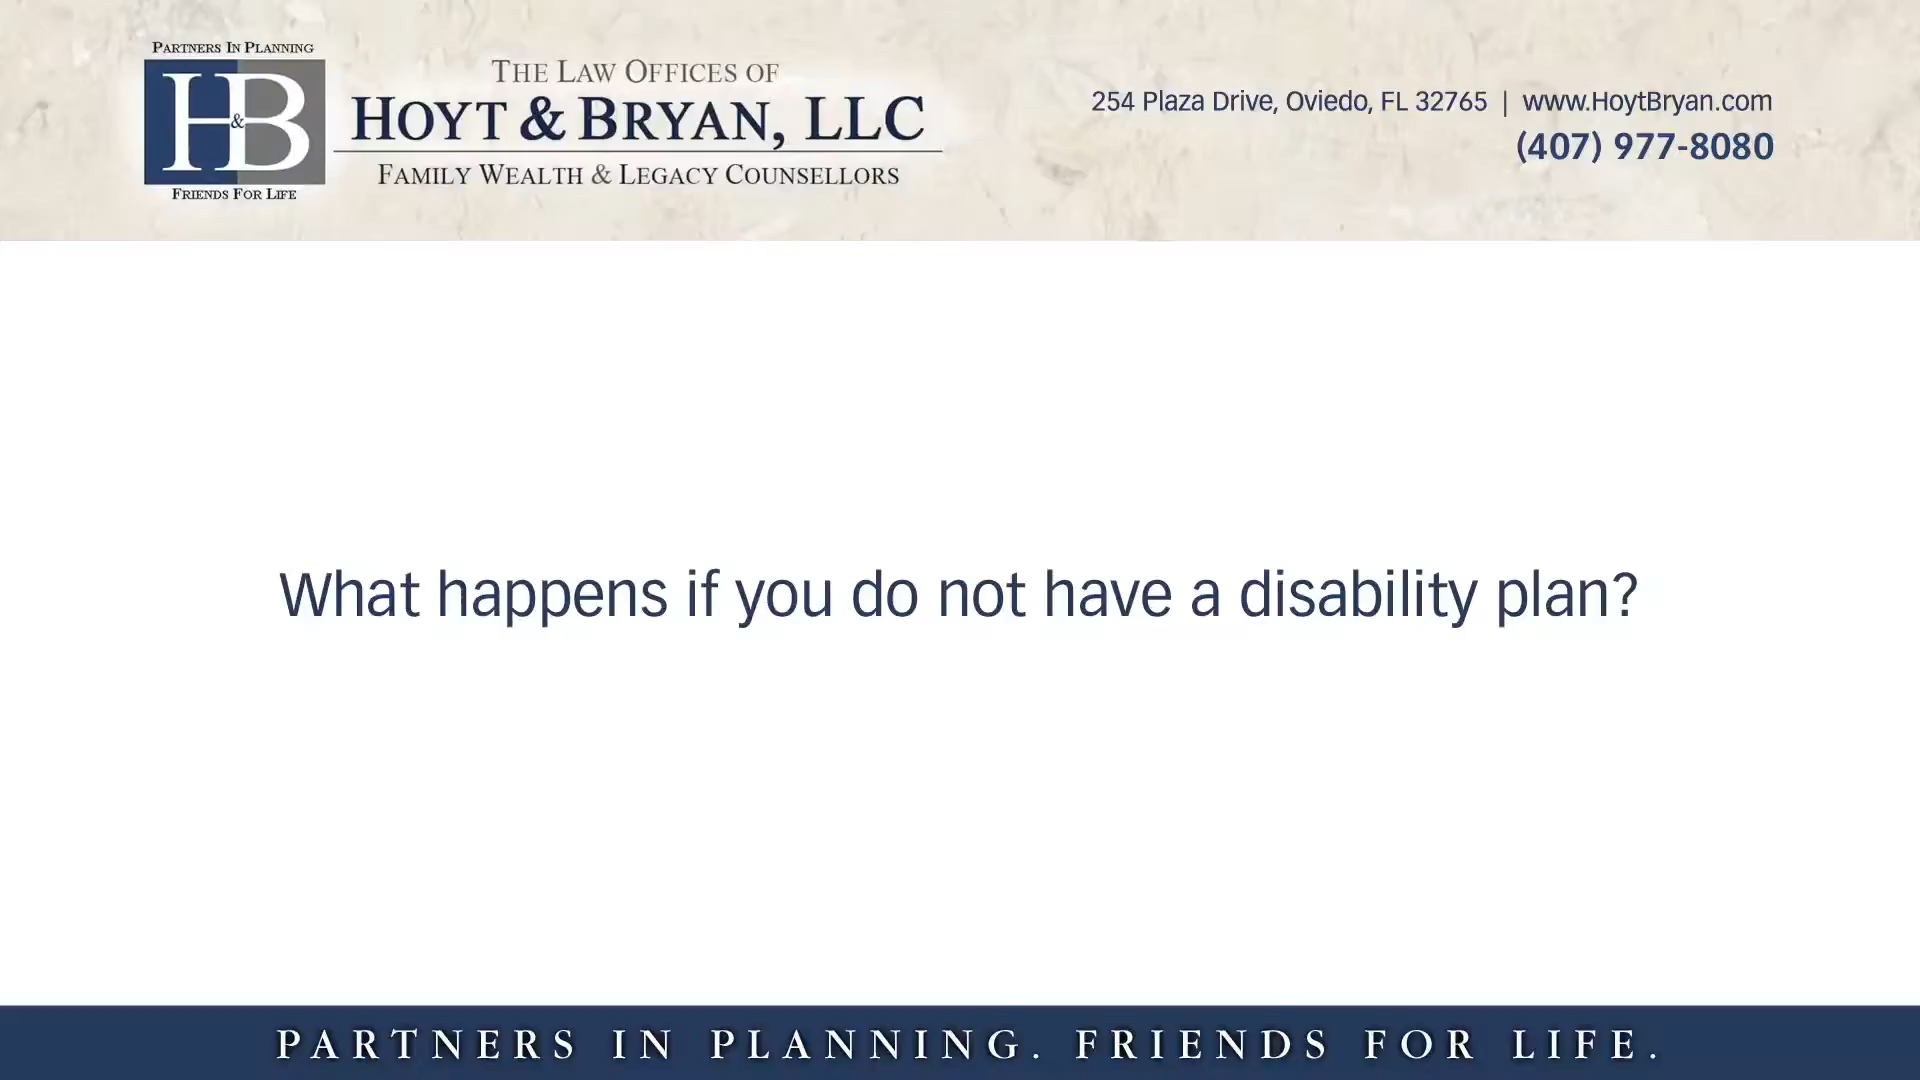 PARTNERS IN PLANNING
H&B
FRIENDS FOR LIFE
THE LAW OFFICES OF
HOYT & BRYAN, LLC
FAMILY WEALTH & LEGACY COUNSELLORS
254 Plaza Drive, Oviedo, FL 32765 | www.HoytBryan.com
(407) 977-8080
What happens if you do not have a disability plan?
PARTNERS IN PLANNING. FRIENDS FOR LIFE.